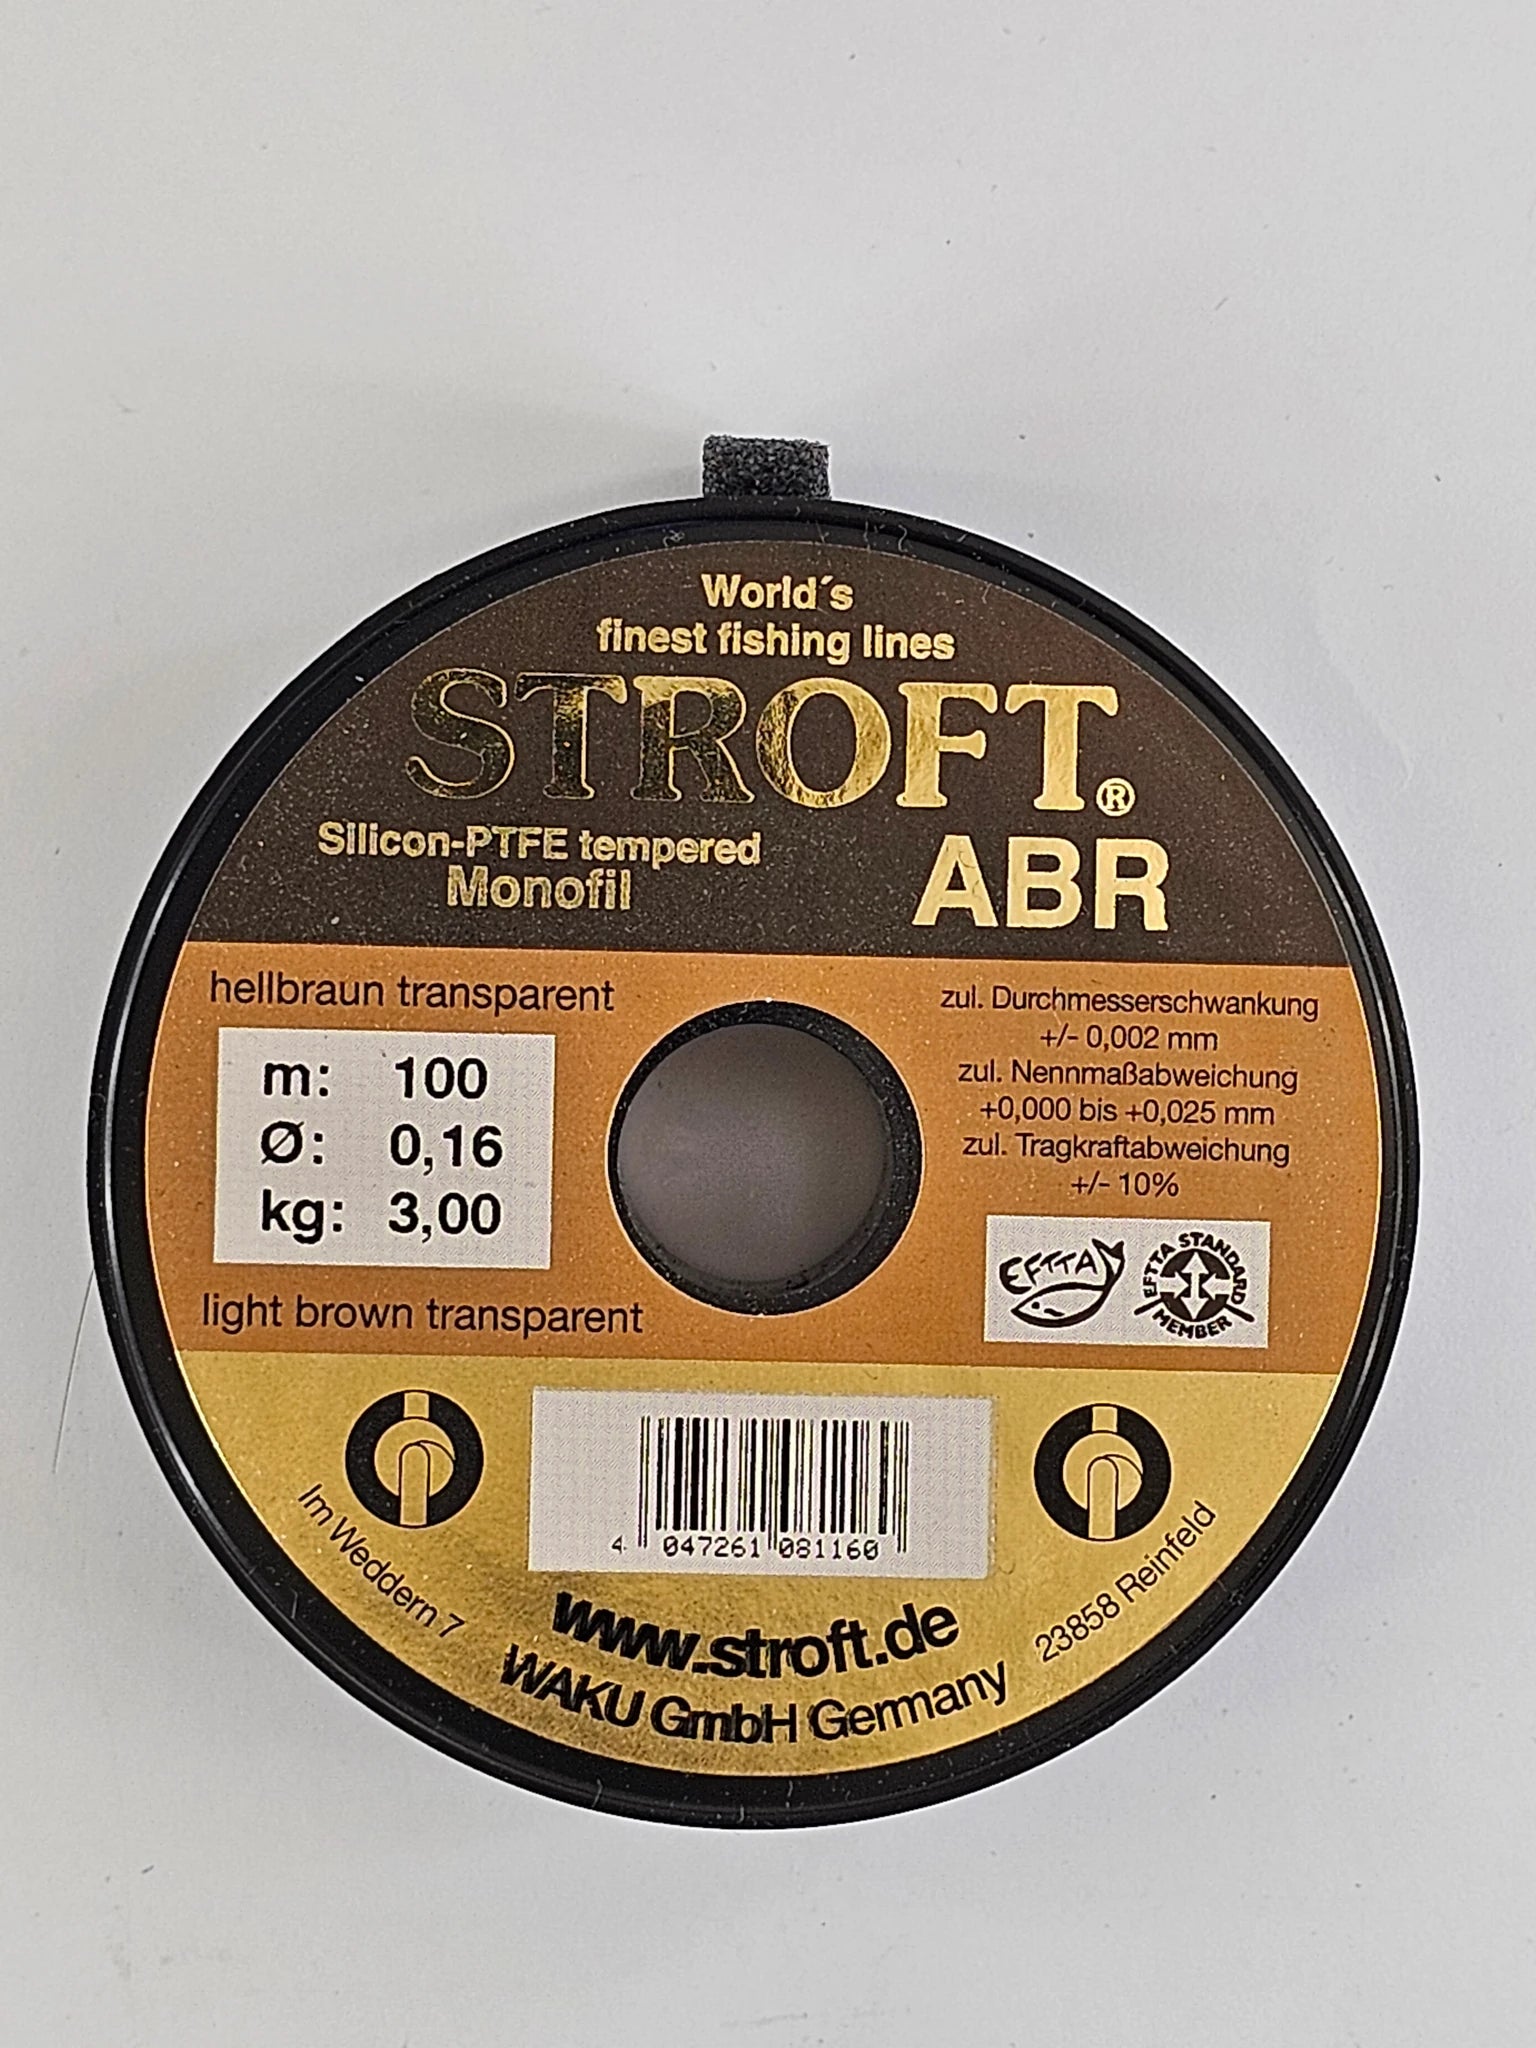 World´s
finest fishing lines
STROFT®
Silicon-PTFE tempered
Monofil
ABR
hellbraun transparent
m: 100
Ø: 0,16
kg: 3,00
light brown transparent
zul. Durchmesserschwankung
+/- 0,002 mm
zul. Nennmaßabweichung
+0,000 bis +0,025 mm
zul. Tragkraftabweichung
+/- 10%
EFTTA
EFTTA STANDARD
MEMBER
4 047261 081160
www.stroft.de
Im Weddern 7
WAKU GmbH Germany
23858 Reinfeld